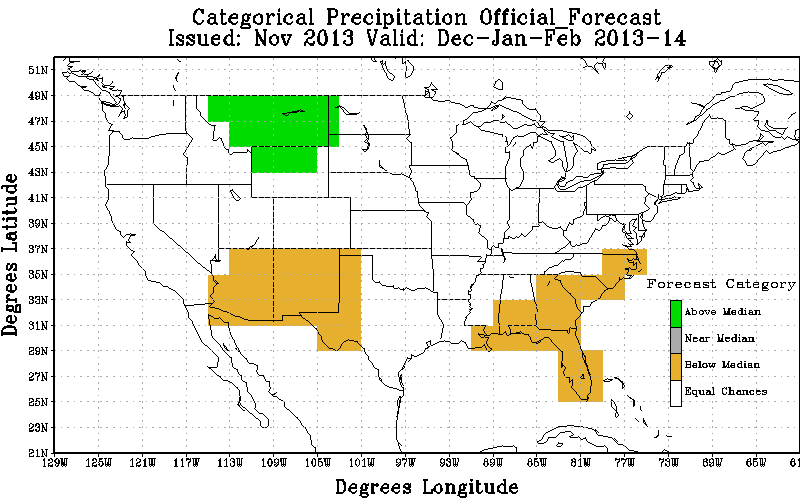 Categorical Precipitation Official_Forecast
Issued: Nov 2013 Valid: Dec-Jan-Feb 2013-14
Degrees Latitude
51N
49N
47N
45N
43N
41N
39N
37N
35N
33N
31N
29N
27N
25N
23N
21N
Forecast Category
Above Median
Near Median
Below Median
Equal Chances
129W 125W 121W 117W 113W 109W 105W 101W 97W 93W 89W 85W 81W 77W 73W 69W 65W 61
Degrees Longitude